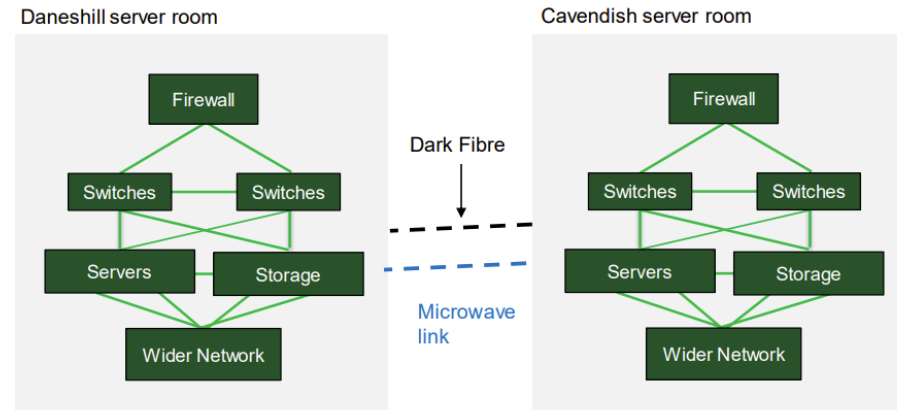 Daneshill server room
Cavendish server room
Firewall
Switches
Switches
Servers
Storage
Wider Network
Dark Fibre
Microwave
link
Firewall
Switches
Switches
Servers
Storage
Wider Network